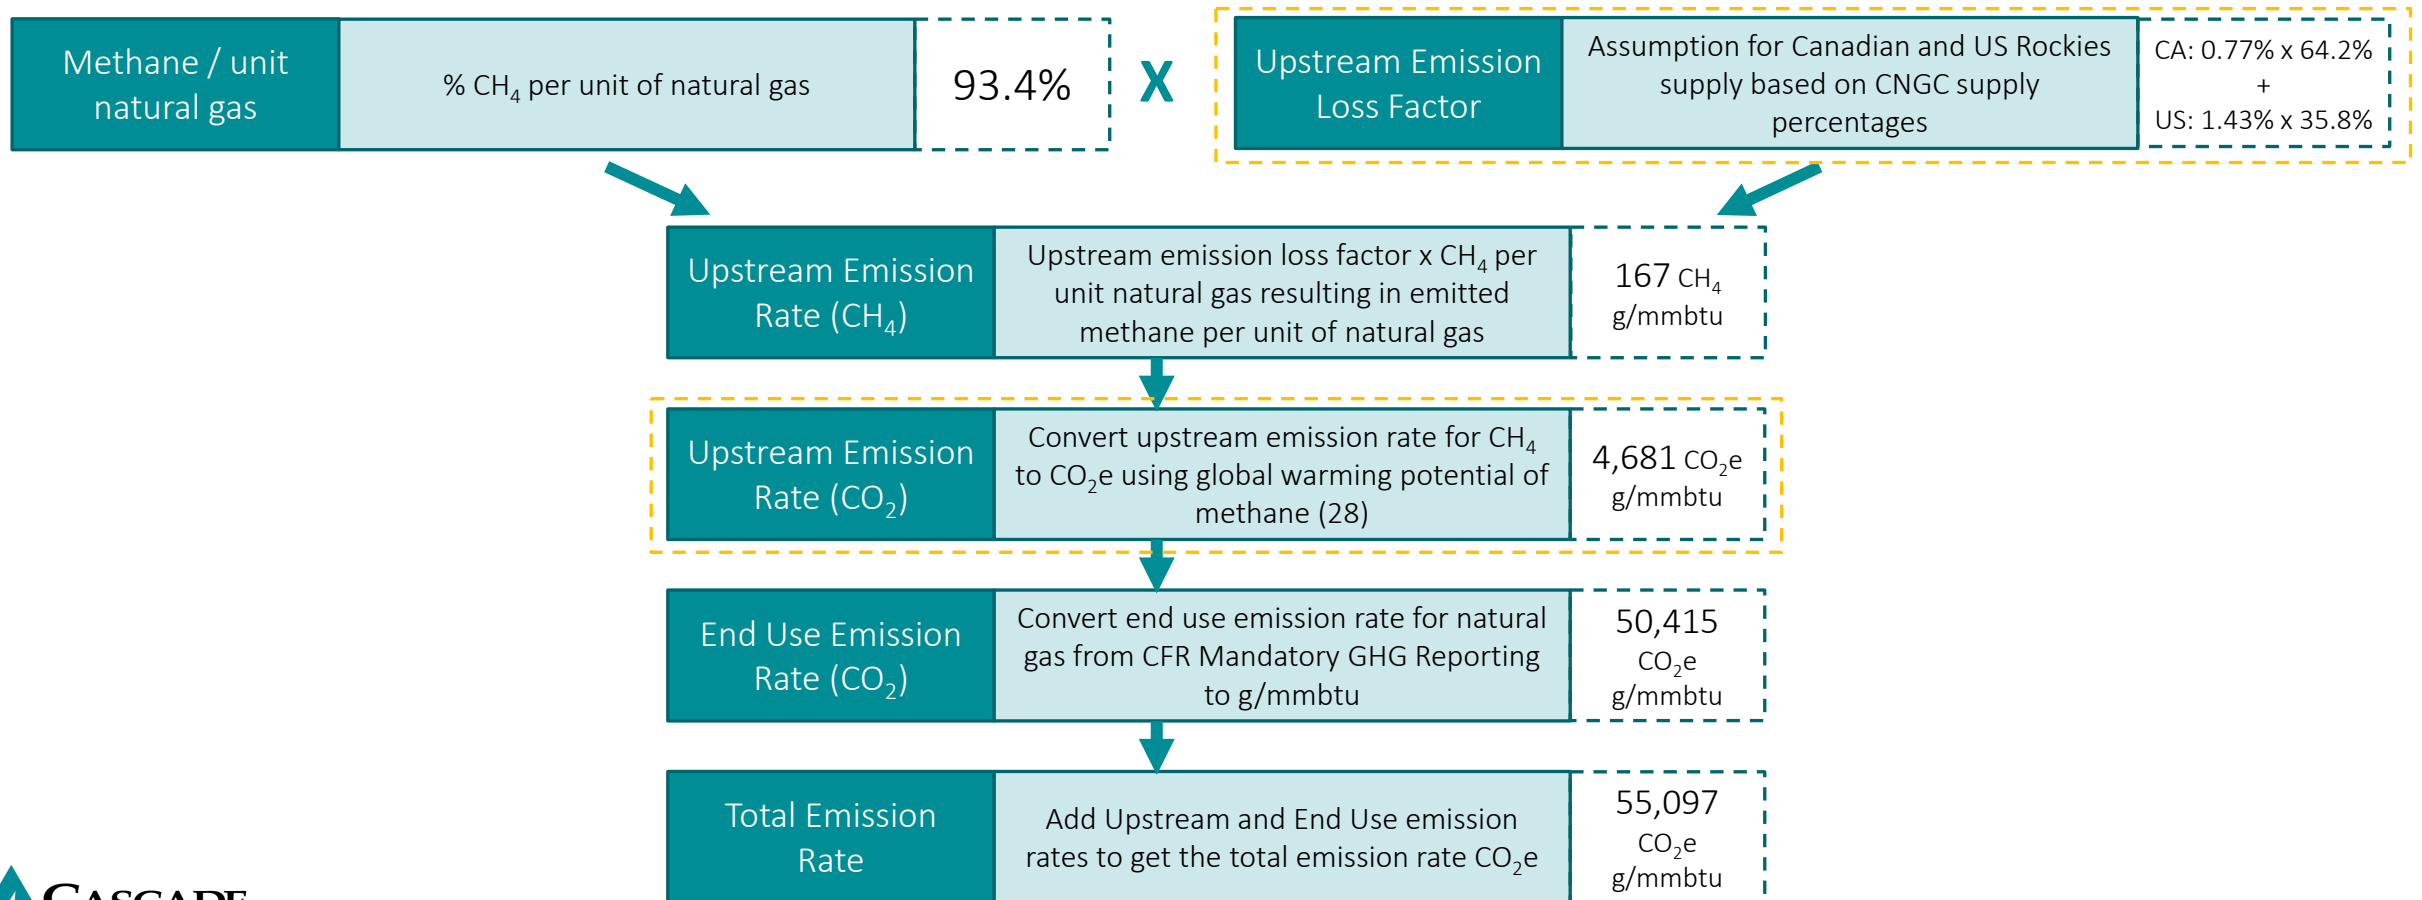 Methane / unit
natural gas
% CH₄ per unit of natural gas
93.4%
X
Upstream Emission
Loss Factor
Assumption for Canadian and US Rockies
supply based on CNGC supply
percentages
CA: 0.77% x 64.2%
+
US: 1.43% x 35.8%
Upstream Emission
Rate (CH₄)
Upstream emission loss factor x CH₄ per
unit natural gas resulting in emitted
methane per unit of natural gas
167 CH₄
g/mmbtu
Upstream Emission
Rate (CO₂)
Convert upstream emission rate for CH₄
to CO₂e using global warming potential of
methane (28)
4,681 CO₂e
g/mmbtu
End Use Emission
Rate (CO₂)
Convert end use emission rate for natural
gas from CFR Mandatory GHG Reporting
to g/mmbtu
50,415
CO₂e
g/mmbtu
Total Emission
Rate
Add Upstream and End Use emission
rates to get the total emission rate CO₂e
55,097
CO₂e
g/mmbtu
CASCADE